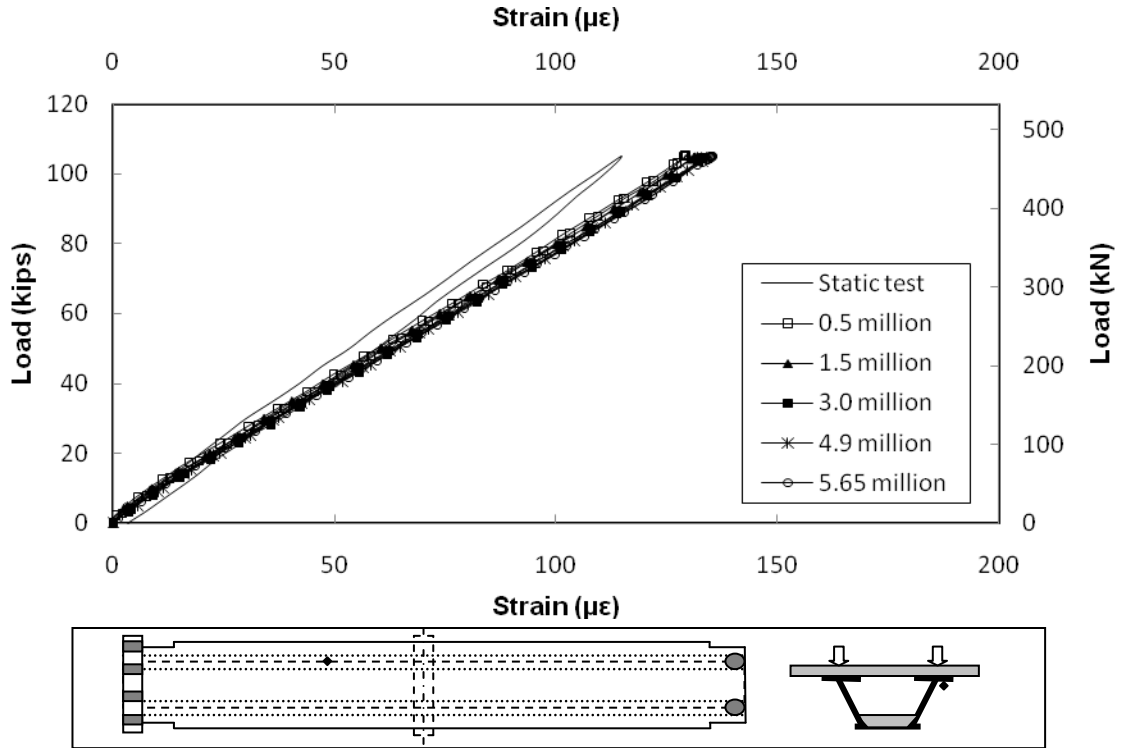 Strain (με)
0 50 100 150 200
120 500
100 400
80 300
60 200
40 100
20 0
0
Load (kips)
Load (kN)
Static test
0.5 million
1.5 million
3.0 million
4.9 million
5.65 million
0 50 100 150 200
Strain (με)